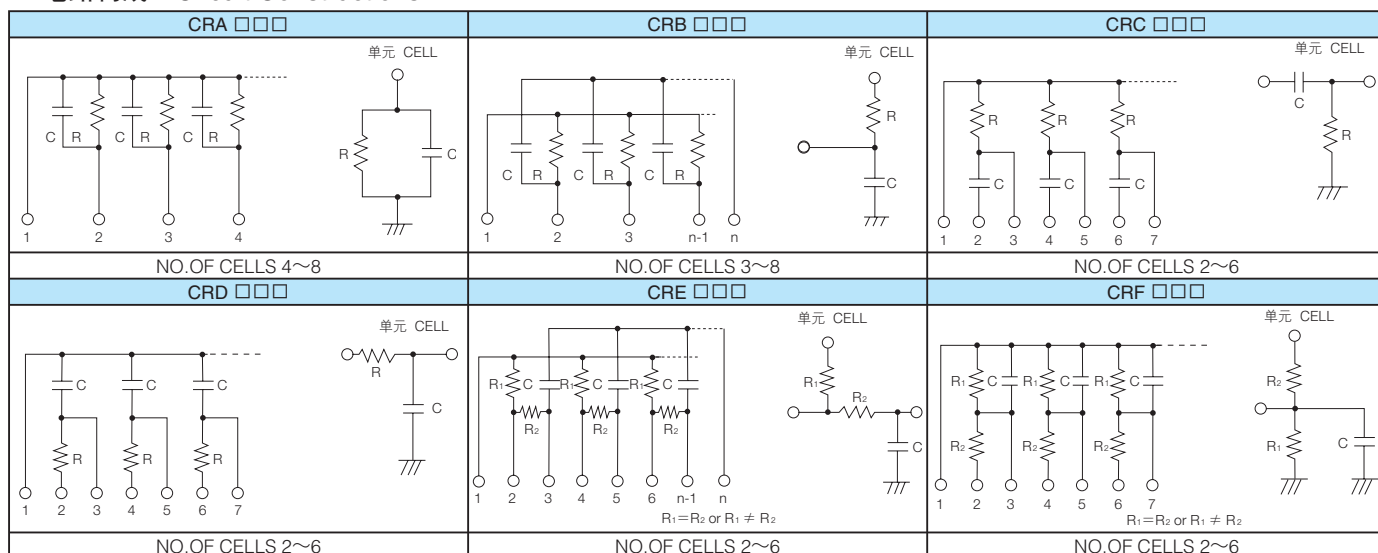 CRA □□□
CRB □□□
CRC □□□
单元 CELL
C R C R C R
R C
1 2 3 4
单元 CELL
R
C R C R C R
C
1 2 3 n-1 n
单元 CELL
C
R R R R
C C C
1 2 3 4 5 6 7
NO.OF CELLS 4～8
NO.OF CELLS 3～8
NO.OF CELLS 2～6
CRD □□□
CRE □□□
CRF □□□
单元 CELL
R
C C C C
R R R
1 2 3 4 5 6 7
单元 CELL
R₁ C R₁ C R₁ C R₁
R₂ R₂ R₂ R₂
C
1 2 3 4 5 6 n-1 n
R₁=R₂ or R₁ ≠ R₂
单元 CELL
R₁ C R₁ C R₁ C R₂
R₂ R₂ R₂ R₁ C
1 2 3 4 5 6 7
R₁=R₂ or R₁ ≠ R₂
NO.OF CELLS 2～6
NO.OF CELLS 2～6
NO.OF CELLS 2～6